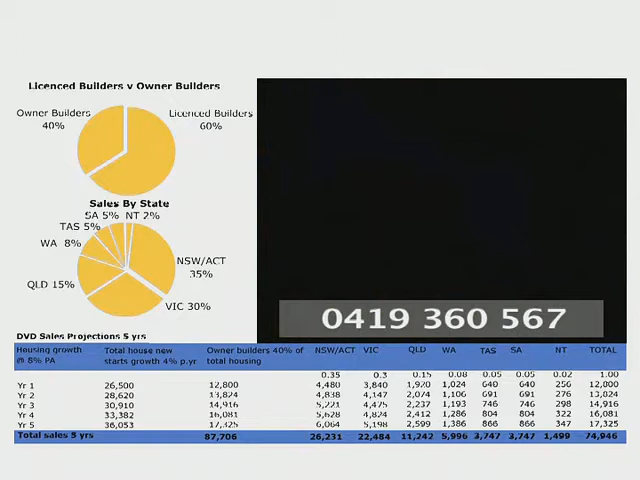 Licenced Builders v Owner Builders
Owner Builders 40%
Licenced Builders 60%
Sales By State
SA 5% NT 2%
TAS 5%
WA 8%
NSW/ACT 35%
QLD 15%
VIC 30%
0419 360 567
DVD Sales Projections 5 yrs
Housing growth @ 8% PA Total house new starts growth 4% p.yr Owner builders 40% of total housing NSW/ACT VIC QLD WA TAS SA NT TOTAL
0.35 0.3 0.15 0.08 0.05 0.05 0.02 1.00
Yr 1 26,500 12,800 4,480 3,840 1,920 1,024 640 640 256 12,800
Yr 2 28,620 13,824 4,838 4,147 2,074 1,106 691 691 276 13,824
Yr 3 30,910 14,916 5,221 4,475 2,237 1,193 746 746 298 14,916
Yr 4 33,382 16,081 5,628 4,824 2,412 1,286 804 804 322 16,081
Yr 5 36,053 17,325 6,064 5,198 2,599 1,386 866 866 347 17,325
Total sales 5 yrs 87,706 26,231 22,484 11,242 5,996 3,747 3,747 1,499 74,946